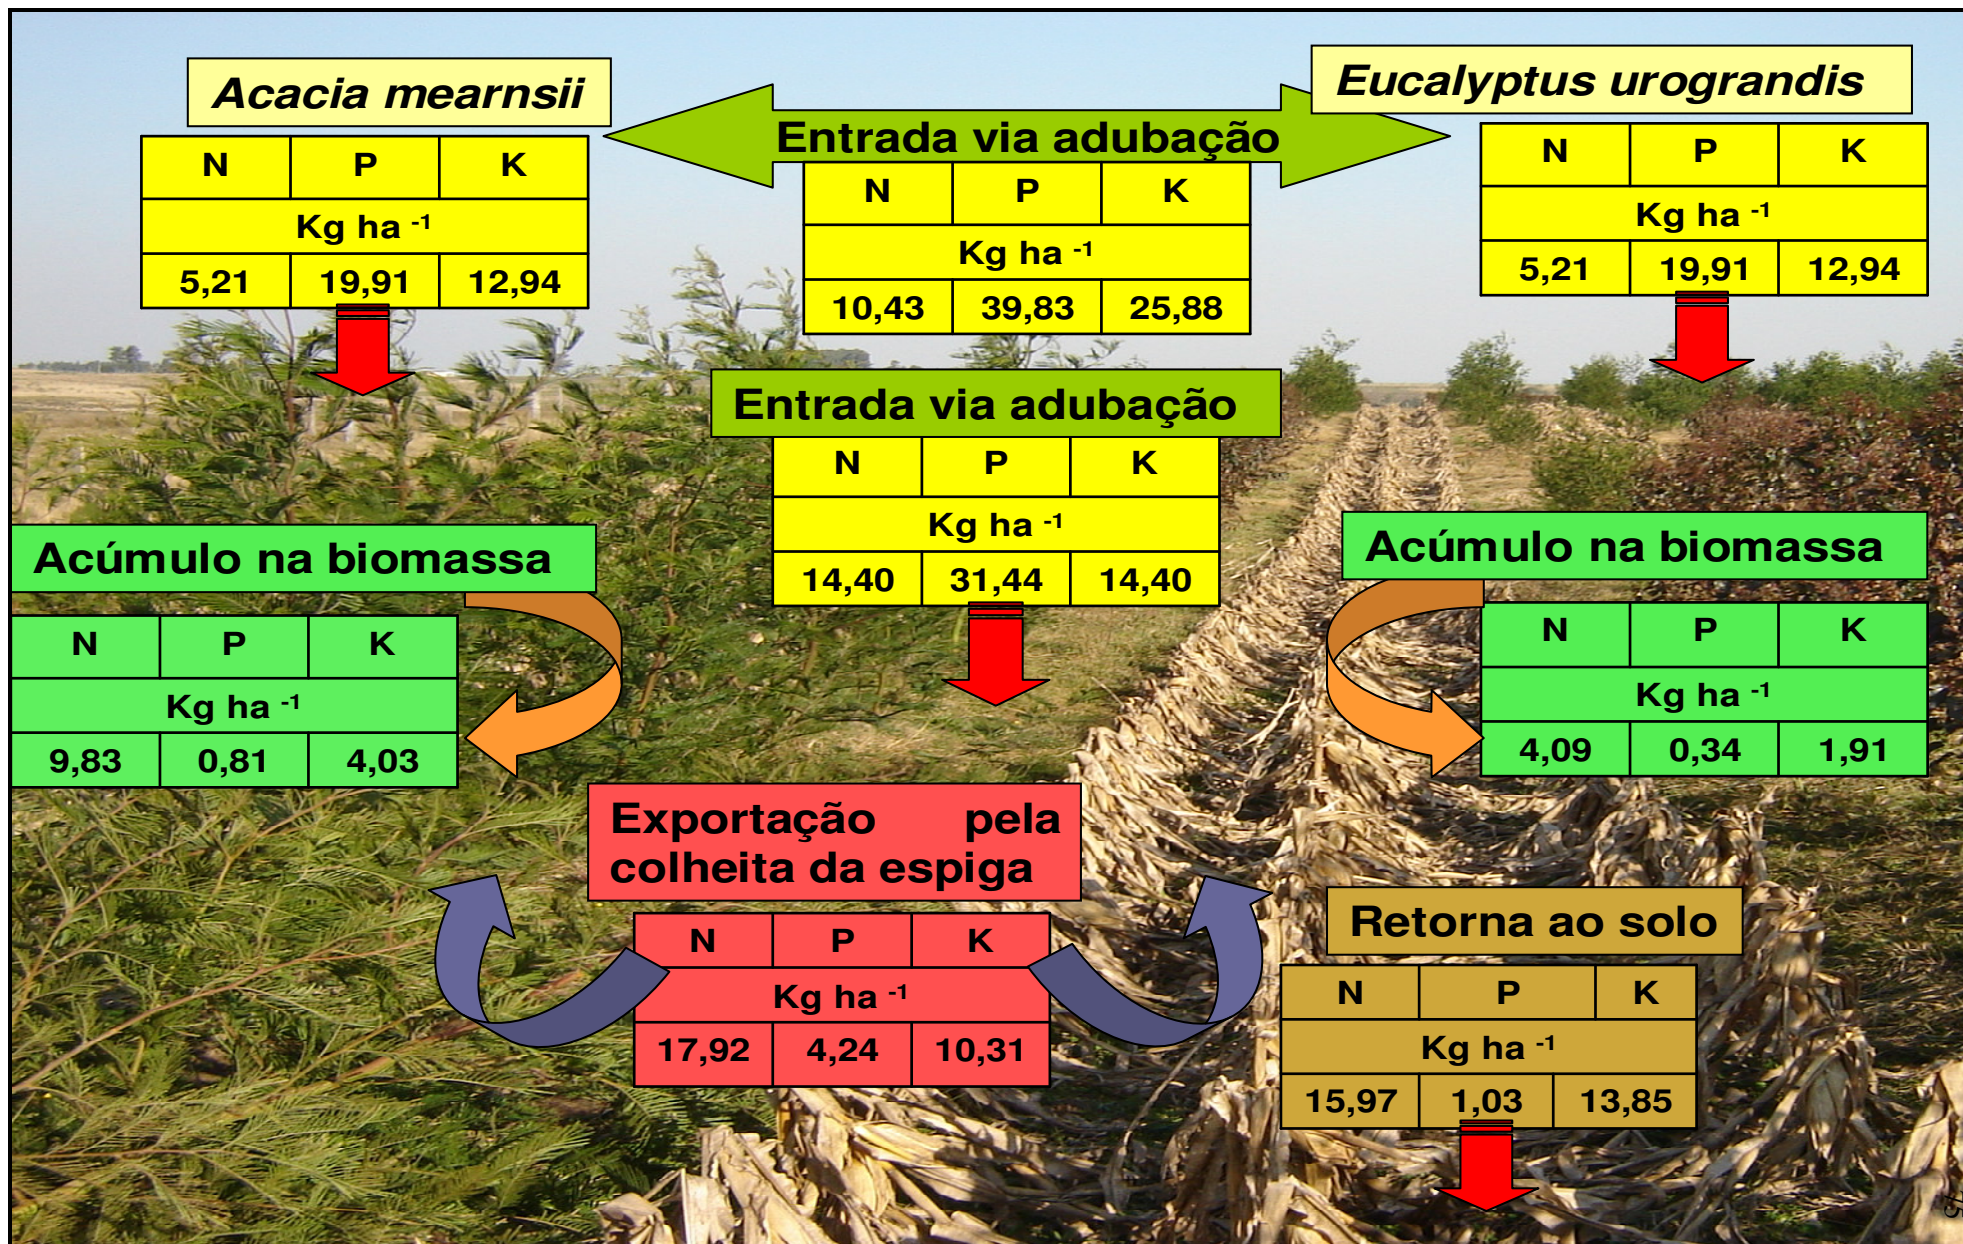 Acacia mearnsii
Eucalyptus urograndis
Entrada via adubação
N P K
Kg ha -1
5,21 19,91 12,94
N P K
Kg ha -1
10,43 39,83 25,88
N P K
Kg ha -1
5,21 19,91 12,94
Entrada via adubação
N P K
Kg ha -1
14,40 31,44 14,40
Acúmulo na biomassa
N P K
Kg ha -1
9,83 0,81 4,03
Acúmulo na biomassa
N P K
Kg ha -1
4,09 0,34 1,91
Exportação pela
colheita da espiga
N P K
Kg ha -1
17,92 4,24 10,31
Retorna ao solo
N P K
Kg ha -1
15,97 1,03 13,85